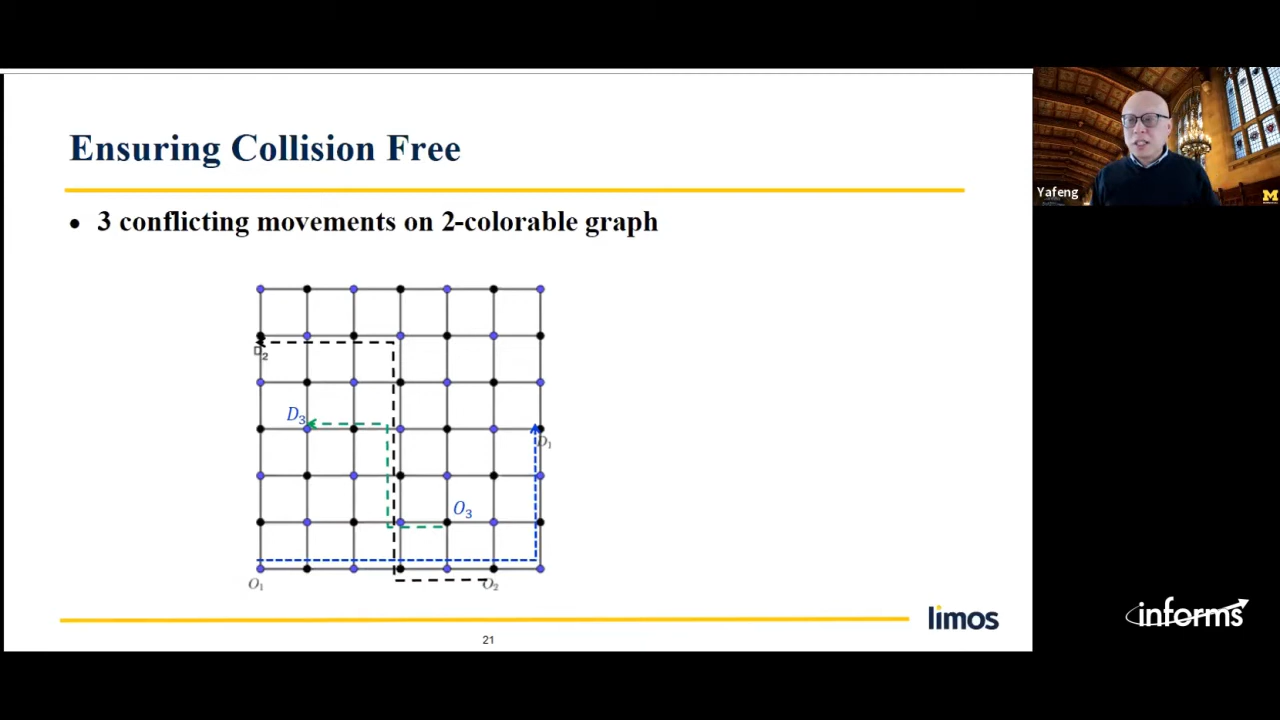 Ensuring Collision Free
Yafeng
M
• 3 conflicting movements on 2-colorable graph
D2
D3
D1
O3
O1
O2
limos
informs
21